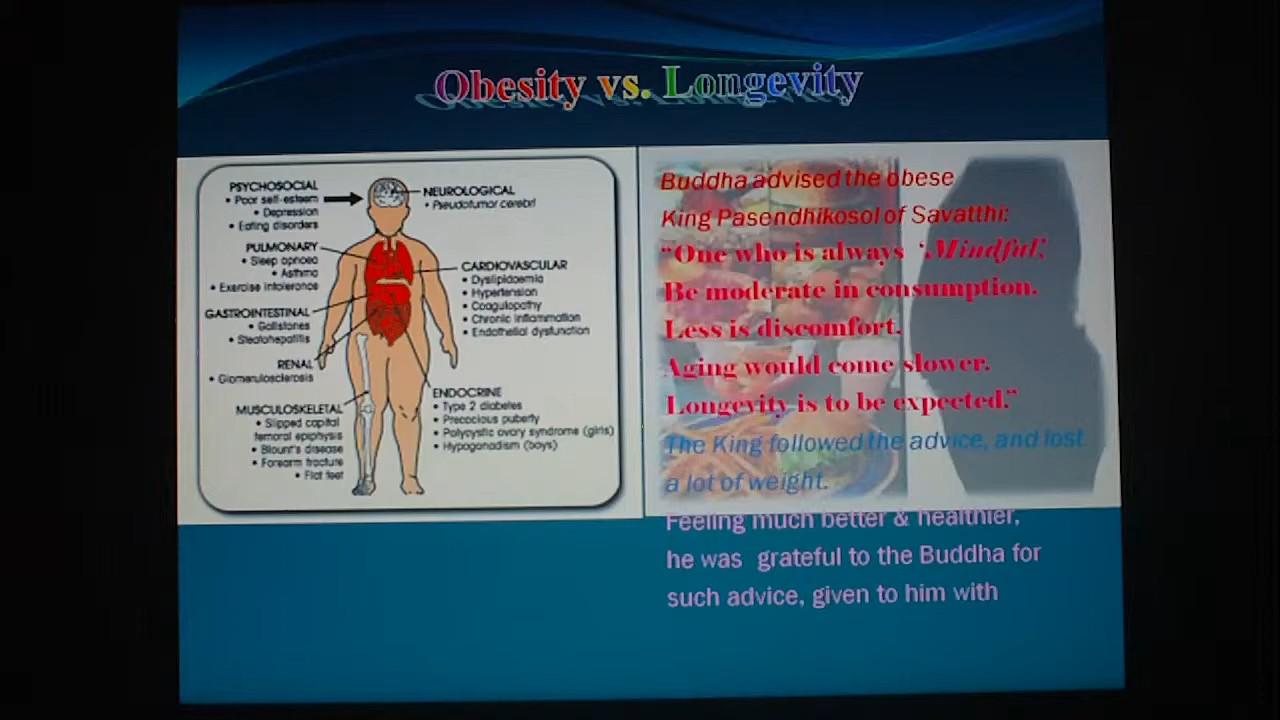 Obesity vs. Longevity
PSYCHOSOCIAL
• Poor self-esteem
• Depression
• Eating disorders
PULMONARY
• Sleep apnoea
• Asthma
• Exercise intolerance
GASTROINTESTINAL
• Gallstones
• Steatohepatitis
RENAL
• Glomerulosclerosis
MUSCULOSKELETAL
• Slipped capital
femoral epiphysis
• Blount's disease
• Forearm fracture
• Flat feet
NEUROLOGICAL
• Pseudotumor cerebri
CARDIOVASCULAR
• Dyslipidaemia
• Hypertension
• Coagulopathy
• Chronic inflammation
• Endothelial dysfunction
ENDOCRINE
• Type 2 diabetes
• Precocious puberty
• Polycystic ovary syndrome (girls)
• Hypogonadism (boys)
Buddha advised the obese
King Pasendhikosol of Savatthi:
“One who is always ‘Mindful,’
Be moderate in consumption.
Less is discomfort.
Aging would come slower.
Longevity is to be expected.”
The King followed the advice, and lost
a lot of weight.
Feeling much better & healthier,
he was grateful to the Buddha for
such advice, given to him with